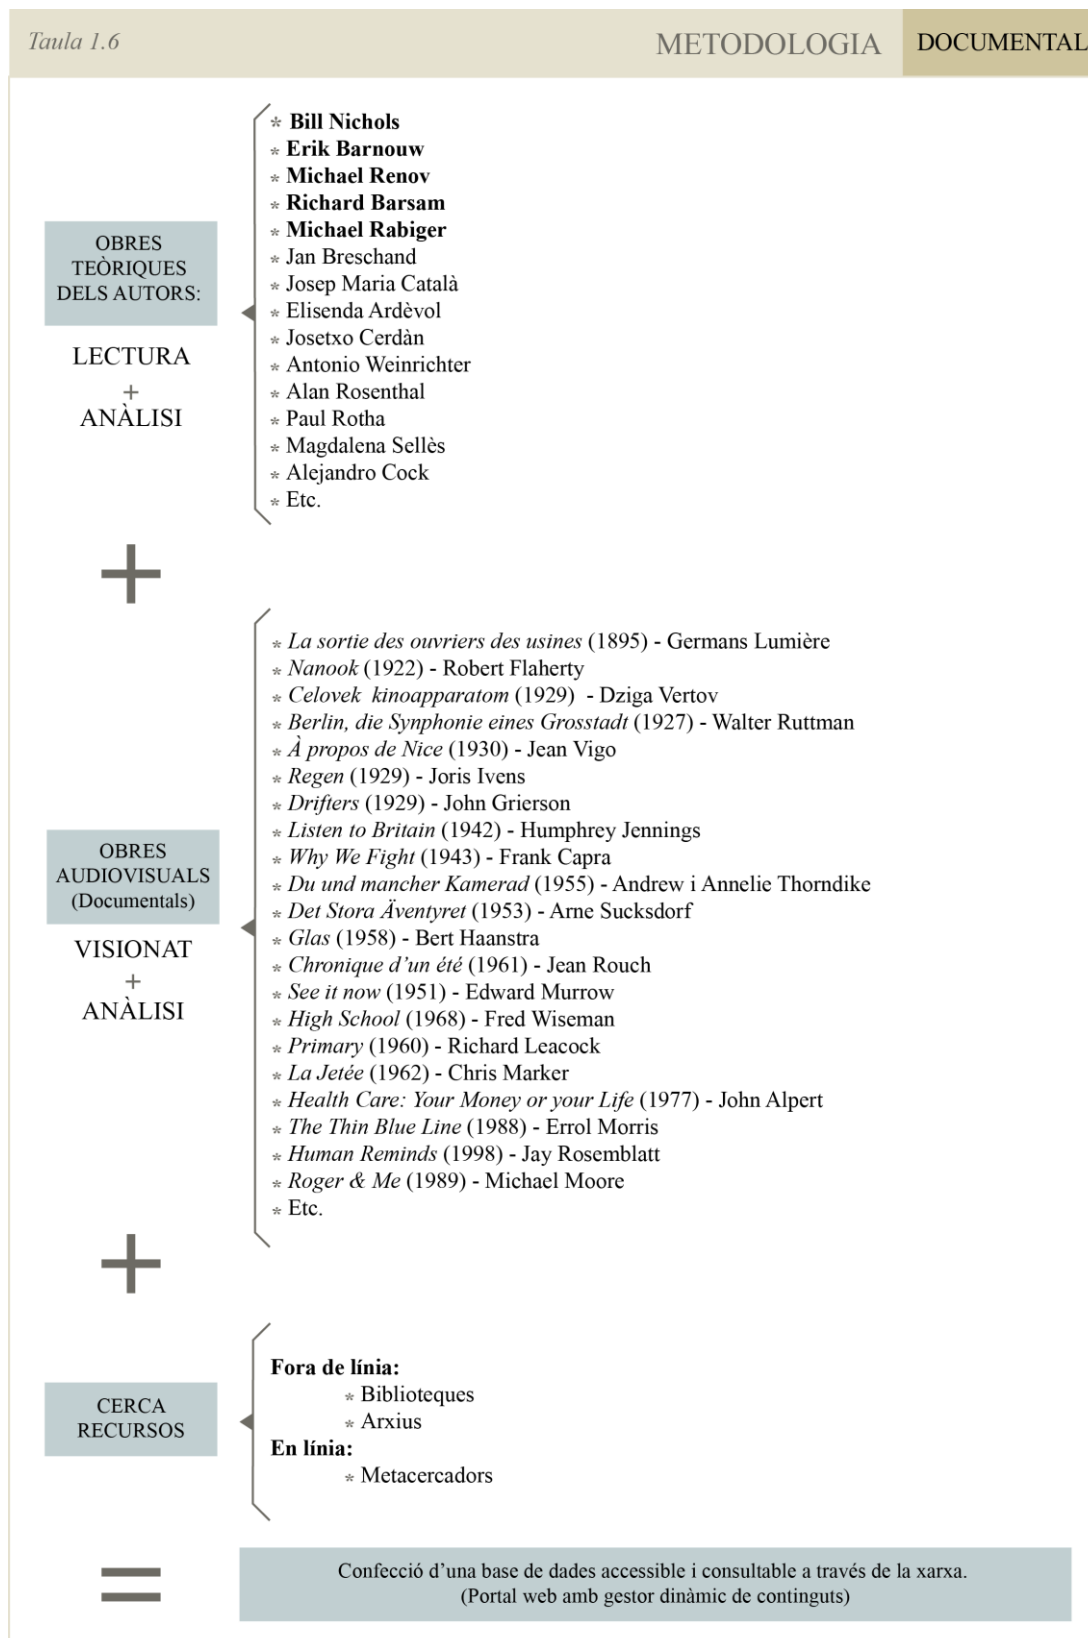 Taula 1.6
METODOLOGIA
DOCUMENTAL
OBRES
TEÒRIQUES
DELS AUTORS:
LECTURA
+
ANÀLISI
* Bill Nichols
* Erik Barnouw
* Michael Renov
* Richard Barsam
* Michael Rabiger
* Jan Breschand
* Josep Maria Català
* Elisenda Ardèvol
* Josetxo Cerdàn
* Antonio Weinrichter
* Alan Rosenthal
* Paul Rotha
* Magdalena Sellès
* Alejandro Cock
* Etc.
+
OBRES
AUDIOVISUALS
(Documentals)
VISIONAT
+
ANÀLISI
* La sortie des ouvriers des usines (1895) - Germans Lumière
* Nanook (1922) - Robert Flaherty
* Celovek kinoapparatom (1929) - Dziga Vertov
* Berlin, die Synphonie eines Grosstadt (1927) - Walter Ruttman
* À propos de Nice (1930) - Jean Vigo
* Regen (1929) - Joris Ivens
* Drifters (1929) - John Grierson
* Listen to Britain (1942) - Humphrey Jennings
* Why We Fight (1943) - Frank Capra
* Du und mancher Kamerad (1955) - Andrew i Annelie Thorndike
* Det Stora Äventyret (1953) - Arne Sucksdorf
* Glas (1958) - Bert Haanstra
* Chronique d’un été (1961) - Jean Rouch
* See it now (1951) - Edward Murrow
* High School (1968) - Fred Wiseman
* Primary (1960) - Richard Leacock
* La Jetée (1962) - Chris Marker
* Health Care: Your Money or your Life (1977) - John Alpert
* The Thin Blue Line (1988) - Errol Morris
* Human Reminds (1998) - Jay Rosemblatt
* Roger & Me (1989) - Michael Moore
* Etc.
+
CERCA
RECURSOS
Fora de línia:
* Biblioteques
* Arxius
En línia:
* Metacercadors
=
Confecció d’una base de dades accessible i consultable a través de la xarxa.
(Portal web amb gestor dinàmic de continguts)